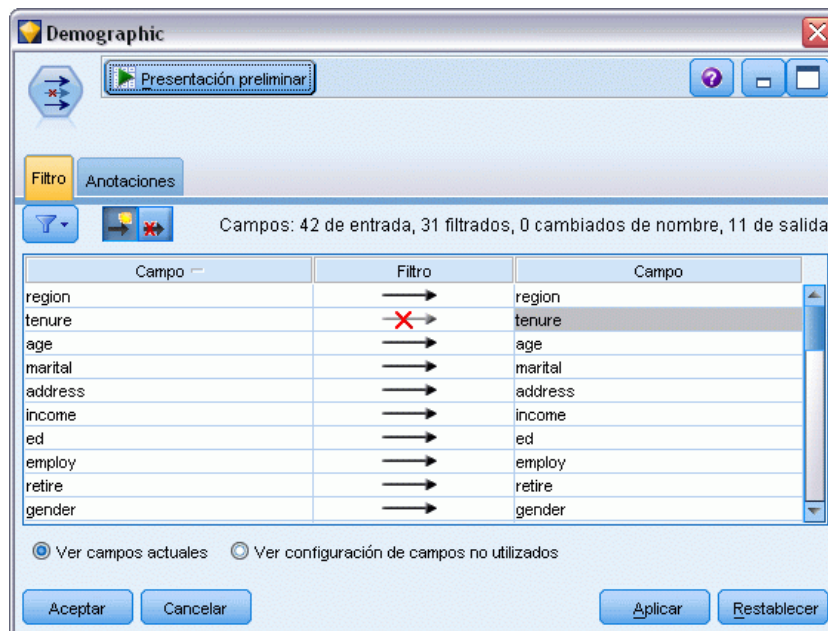 Demographic
Presentación preliminar
Filtro Anotaciones
Campos: 42 de entrada, 31 filtrados, 0 cambiados de nombre, 11 de salida
Campo Filtro Campo
region region
tenure tenure
age age
marital marital
address address
income income
ed ed
employ employ
retire retire
gender gender
Ver campos actuales Ver configuración de campos no utilizados
Aceptar Cancelar Aplicar Restablecer